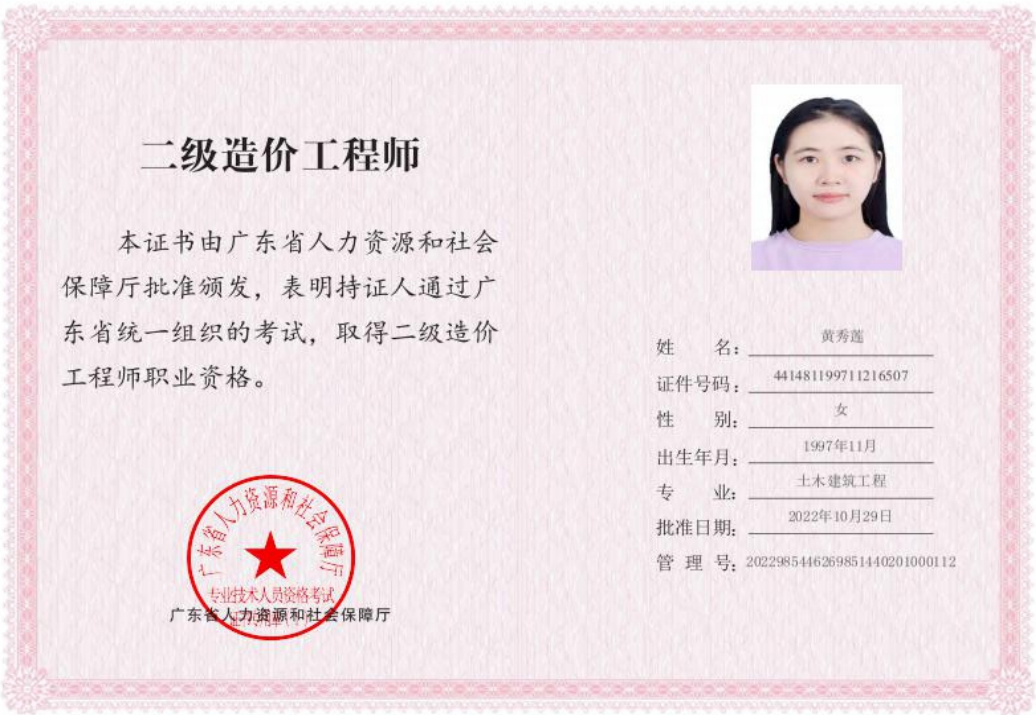 二级造价工程师
本证书由广东省人力资源和社会
保障厅批准颁发，表明持证人通过广
东省统一组织的考试，取得二级造价
工程师职业资格。
广东省人力资源和社会保障厅
专业技术人员资格考试
广东省人力资源和社会保障厅
姓 名：黄秀莲
证件号码：441481199711216507
性 别：女
出生年月：1997年11月
专 业：土木建筑工程
批准日期：2022年10月29日
管 理 号：2022985446269851440201000112